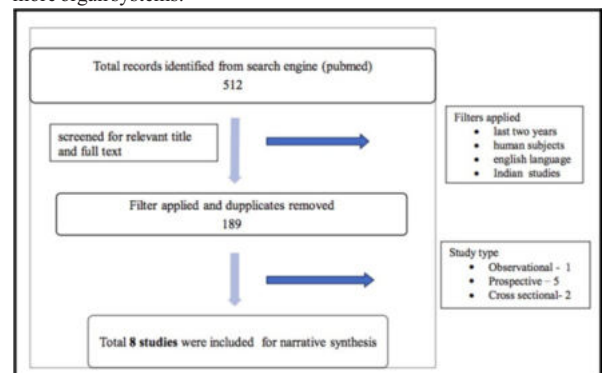 more organ systems.
Total records identified from search engine (pubmed)
512
screened for relevant title
and full text
Filters applied
• last two years
• human subjects
• english language
• Indian studies
Filter applied and dupplicates removed
189
Study type
• Observational - 1
• Prospective – 5
• Cross sectional- 2
Total 8 studies were included for narrative synthesis